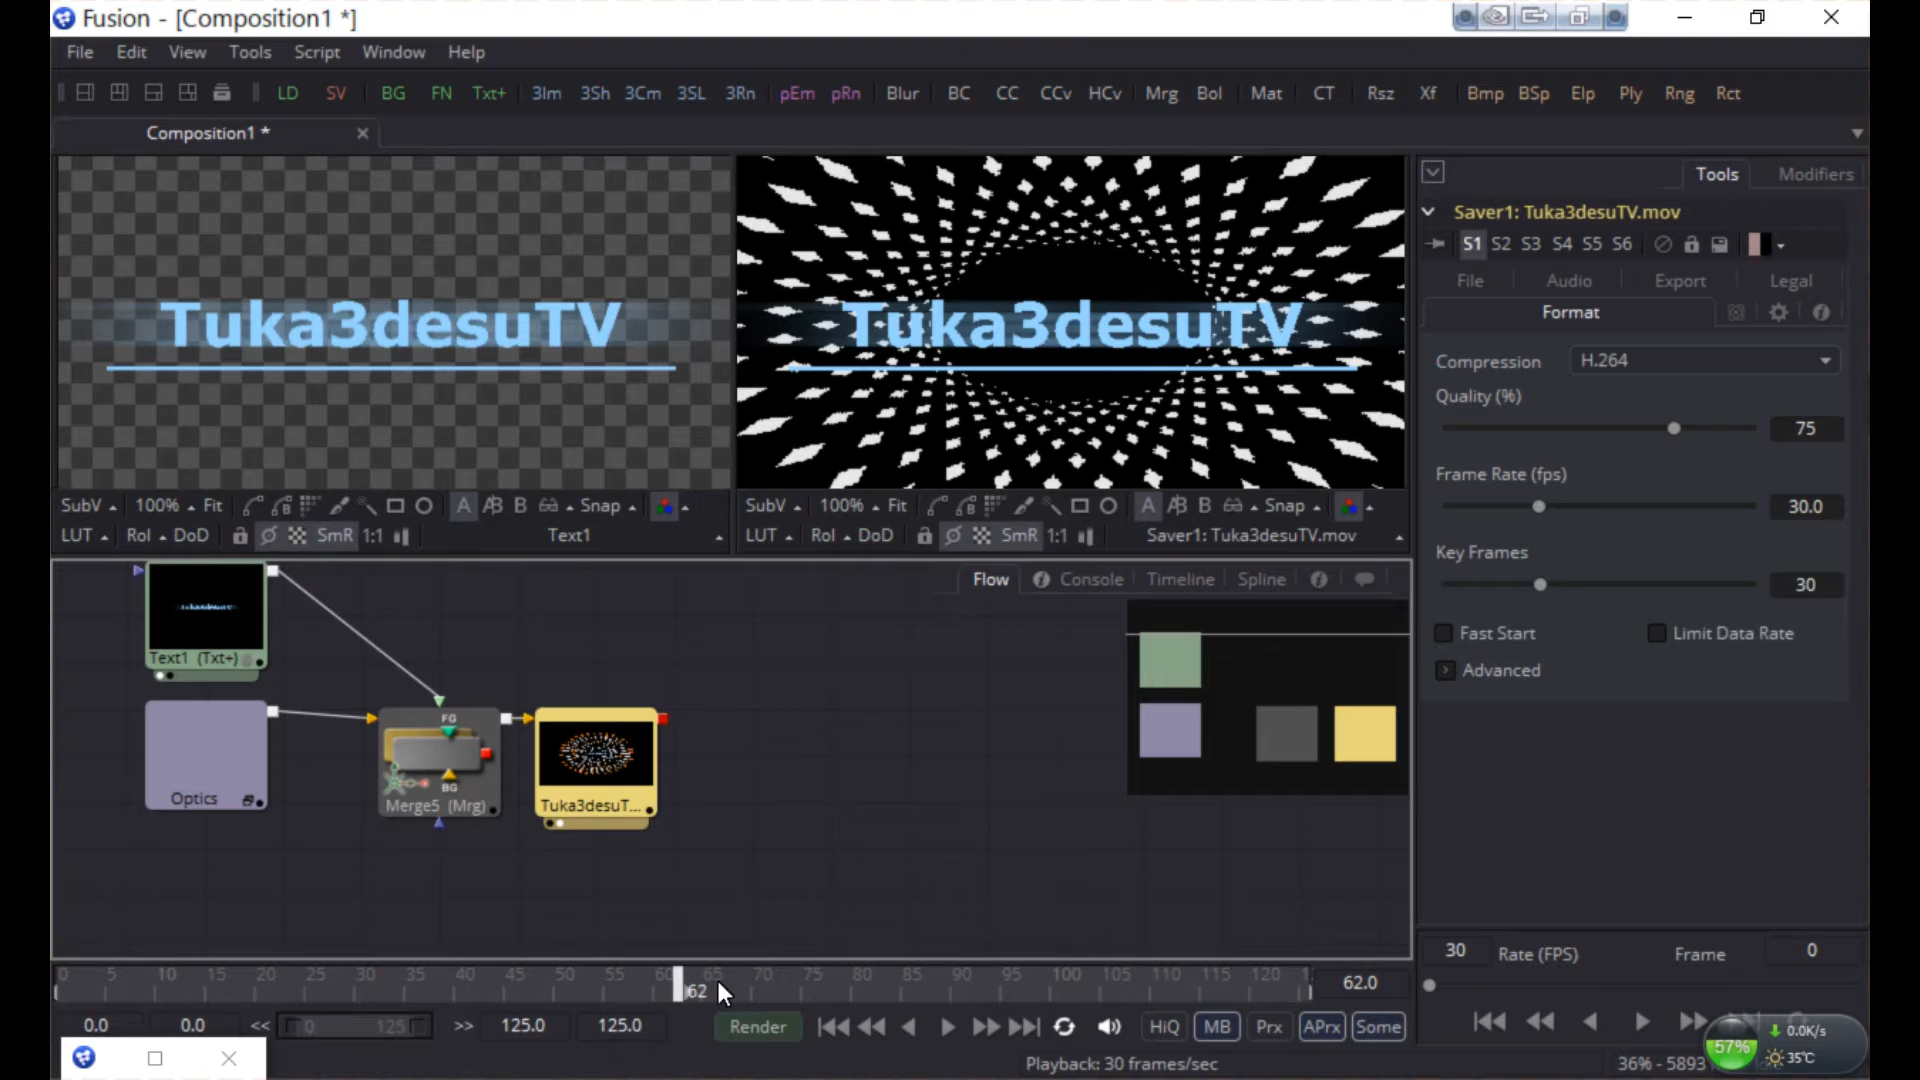 Fusion - [Composition1 *]
File Edit View Tools Script Window Help
LD SV BG FN Txt+ 3Im 3Sh 3Cm 3SL 3Rn pEm pRn Blur BC CC CCv HCv Mrg Bol Mat CT Rsz Xf Bmp BSp Elp Ply Rng Rct
Composition1 *
Tools Modifiers
Saver1: Tuka3desuTV.mov
S1 S2 S3 S4 S5 S6
File Audio Export Legal
Format
Compression H.264
Quality (%)
75
Frame Rate (fps)
30.0
Key Frames
30
Fast Start Limit Data Rate
Advanced
Tuka3desuTV
Tuka3desuTV
SubV 100% Fit A B Snap
LUT RoI DoD SmR 1:1 Text1
SubV 100% Fit A B Snap
LUT RoI DoD SmR 1:1 Saver1: Tuka3desuTV.mov
Flow Console Timeline Spline
Text1 (Txt+)
Optics
FG
BG
Merge5 (Mrg)
Tuka3desuT...
0 5 10 15 20 25 30 35 40 45 50 55 60 65 70 75 80 85 90 95 100 105 110 115 120
62
62.0
30 Rate (FPS) Frame 0
0.0 0.0 << 0 125 >> 125.0 125.0 Render HiQ MB Prx APrx Some
Playback: 30 frames/sec
36% - 5893
57%
0.0K/s
35℃